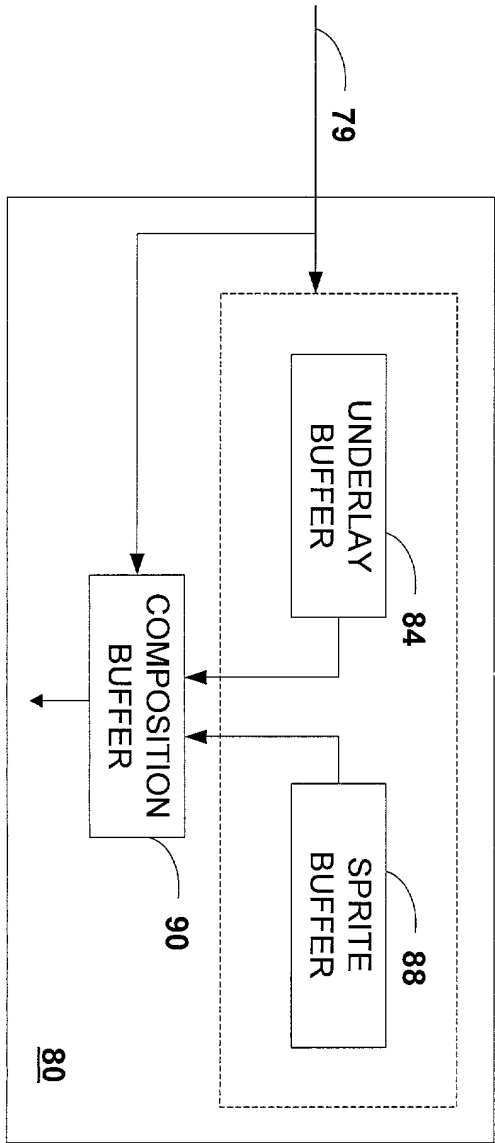 84
88
UNDERLAY
BUFFER
SPRITE
BUFFER
79
90
COMPOSITION
BUFFER
80